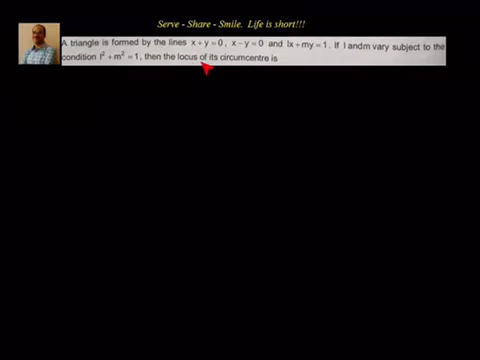 Serve - Share - Smile. Life is short!!!
A triangle is formed by the lines x + y = 0 , x − y = 0 and lx + my = 1 . If l and m vary subject to the
condition l² + m² = 1 , then the locus of its circumcentre is